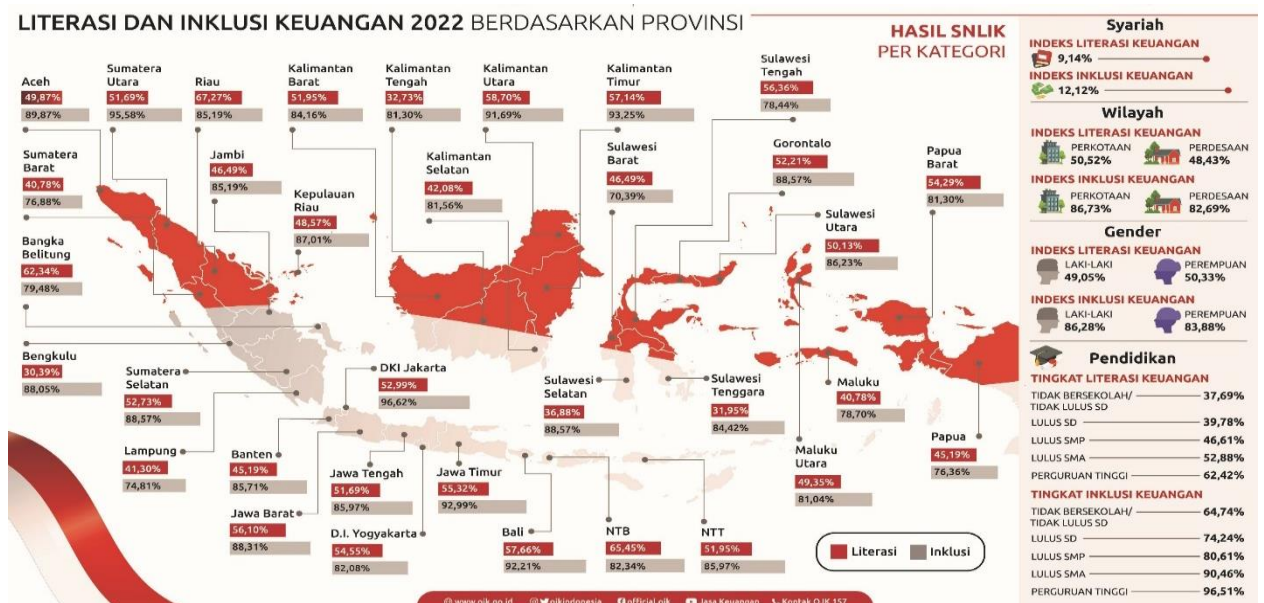 LITERASI DAN INKLUSI KEUANGAN 2022 BERDASARKAN PROVINSI
HASIL SNLIK
PER KATEGORI
Aceh
49,87%
89,87%
Sumatera
Utara
51,69%
95,58%
Riau
67,27%
85,19%
Kalimantan
Barat
51,95%
84,16%
Kalimantan
Tengah
32,73%
81,30%
Kalimantan
Utara
58,70%
91,69%
Kalimantan
Timur
57,14%
93,25%
Sulawesi
Tengah
56,36%
78,44%
Sumatera
Barat
40,78%
76,88%
Jambi
46,49%
85,19%
Kepulauan
Riau
48,57%
87,01%
Kalimantan
Selatan
42,08%
81,56%
Sulawesi
Barat
46,49%
70,39%
Gorontalo
52,21%
88,57%
Papua
Barat
54,29%
81,30%
Sulawesi
Utara
50,13%
86,23%
Bangka
Belitung
62,34%
79,48%
Bengkulu
30,39%
88,05%
Sumatera
Selatan
52,73%
88,57%
DKI Jakarta
52,99%
96,62%
Sulawesi
Selatan
36,88%
88,57%
Sulawesi
Tenggara
31,95%
84,42%
Maluku
40,78%
78,70%
Papua
45,19%
76,36%
Lampung
41,30%
74,81%
Banten
45,19%
85,71%
Jawa Tengah
51,69%
85,97%
Jawa Timur
55,32%
92,99%
Maluku
Utara
49,35%
81,04%
Jawa Barat
56,10%
88,31%
D.I. Yogyakarta
54,55%
82,08%
Bali
57,66%
92,21%
NTB
65,45%
82,34%
NTT
51,95%
85,97%
Literasi Inklusi
Syariah
INDEKS LITERASI KEUANGAN
9,14%
INDEKS INKLUSI KEUANGAN
12,12%
Wilayah
INDEKS LITERASI KEUANGAN
PERKOTAAN PERDESAAN
50,52% 48,43%
INDEKS INKLUSI KEUANGAN
PERKOTAAN PERDESAAN
86,73% 82,69%
Gender
INDEKS LITERASI KEUANGAN
LAKI-LAKI PEREMPUAN
49,05% 50,33%
INDEKS INKLUSI KEUANGAN
LAKI-LAKI PEREMPUAN
86,28% 83,88%
Pendidikan
TINGKAT LITERASI KEUANGAN
TIDAK BERSEKOLAH/ 37,69%
TIDAK LULUS SD
LULUS SD 39,78%
LULUS SMP 46,61%
LULUS SMA 52,88%
PERGURUAN TINGGI 62,42%
TINGKAT INKLUSI KEUANGAN
TIDAK BERSEKOLAH/ 64,74%
TIDAK LULUS SD
LULUS SD 74,24%
LULUS SMP 80,61%
LULUS SMA 90,46%
PERGURUAN TINGGI 96,51%
www.ojk.go.id ojkindonesia official.ojk Jasa Keuangan Kontak OJK 157